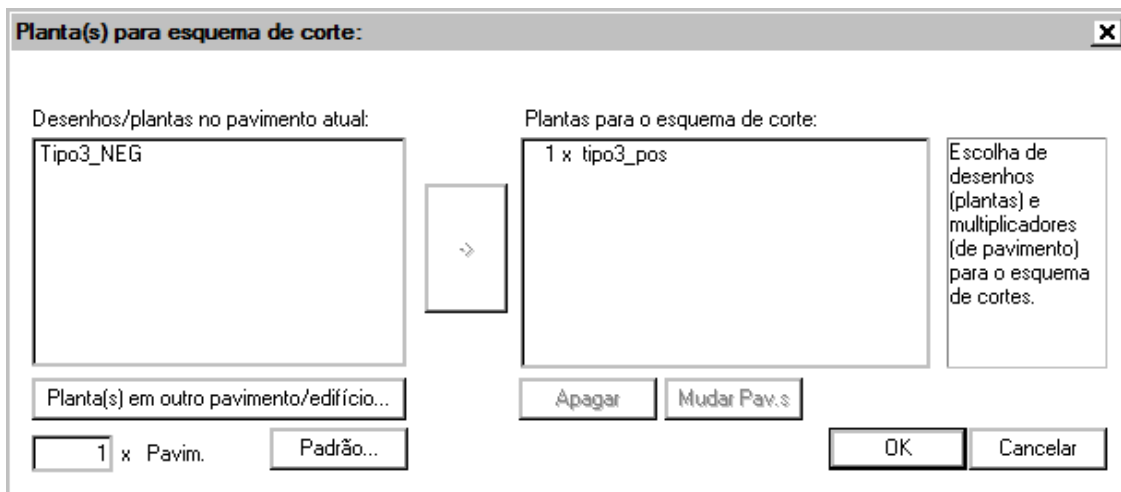 Planta(s) para esquema de corte:
Desenhos/plantas no pavimento atual:
Plantas para o esquema de corte:
Tipo3_NEG
1 x tipo3_pos
Escolha de
desenhos
(plantas) e
multiplicadores
(de pavimento)
para o esquema
de cortes.
->
Planta(s) em outro pavimento/edifício...
Apagar
Mudar Pav.s
1 x Pavim.
Padrão...
OK
Cancelar